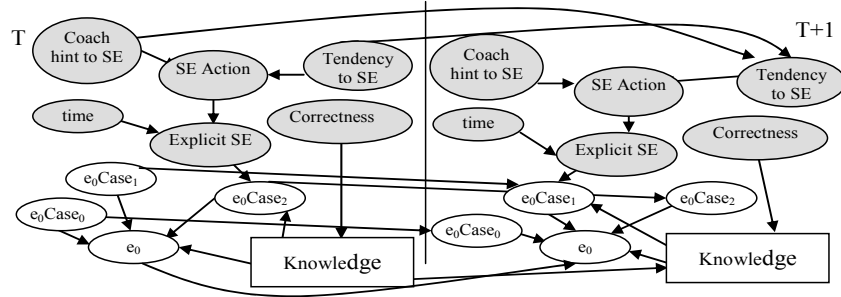 T
Coach
hint to SE
SE Action
Tendency
to SE
time
Correctness
Explicit SE
e₀Case₁
e₀Case₂
e₀Case₀
e₀
Knowledge
T+1
Coach
hint to SE
SE Action
Tendency
to SE
time
Correctness
Explicit SE
e₀Case₁
e₀Case₂
e₀Case₀
e₀
Knowledge